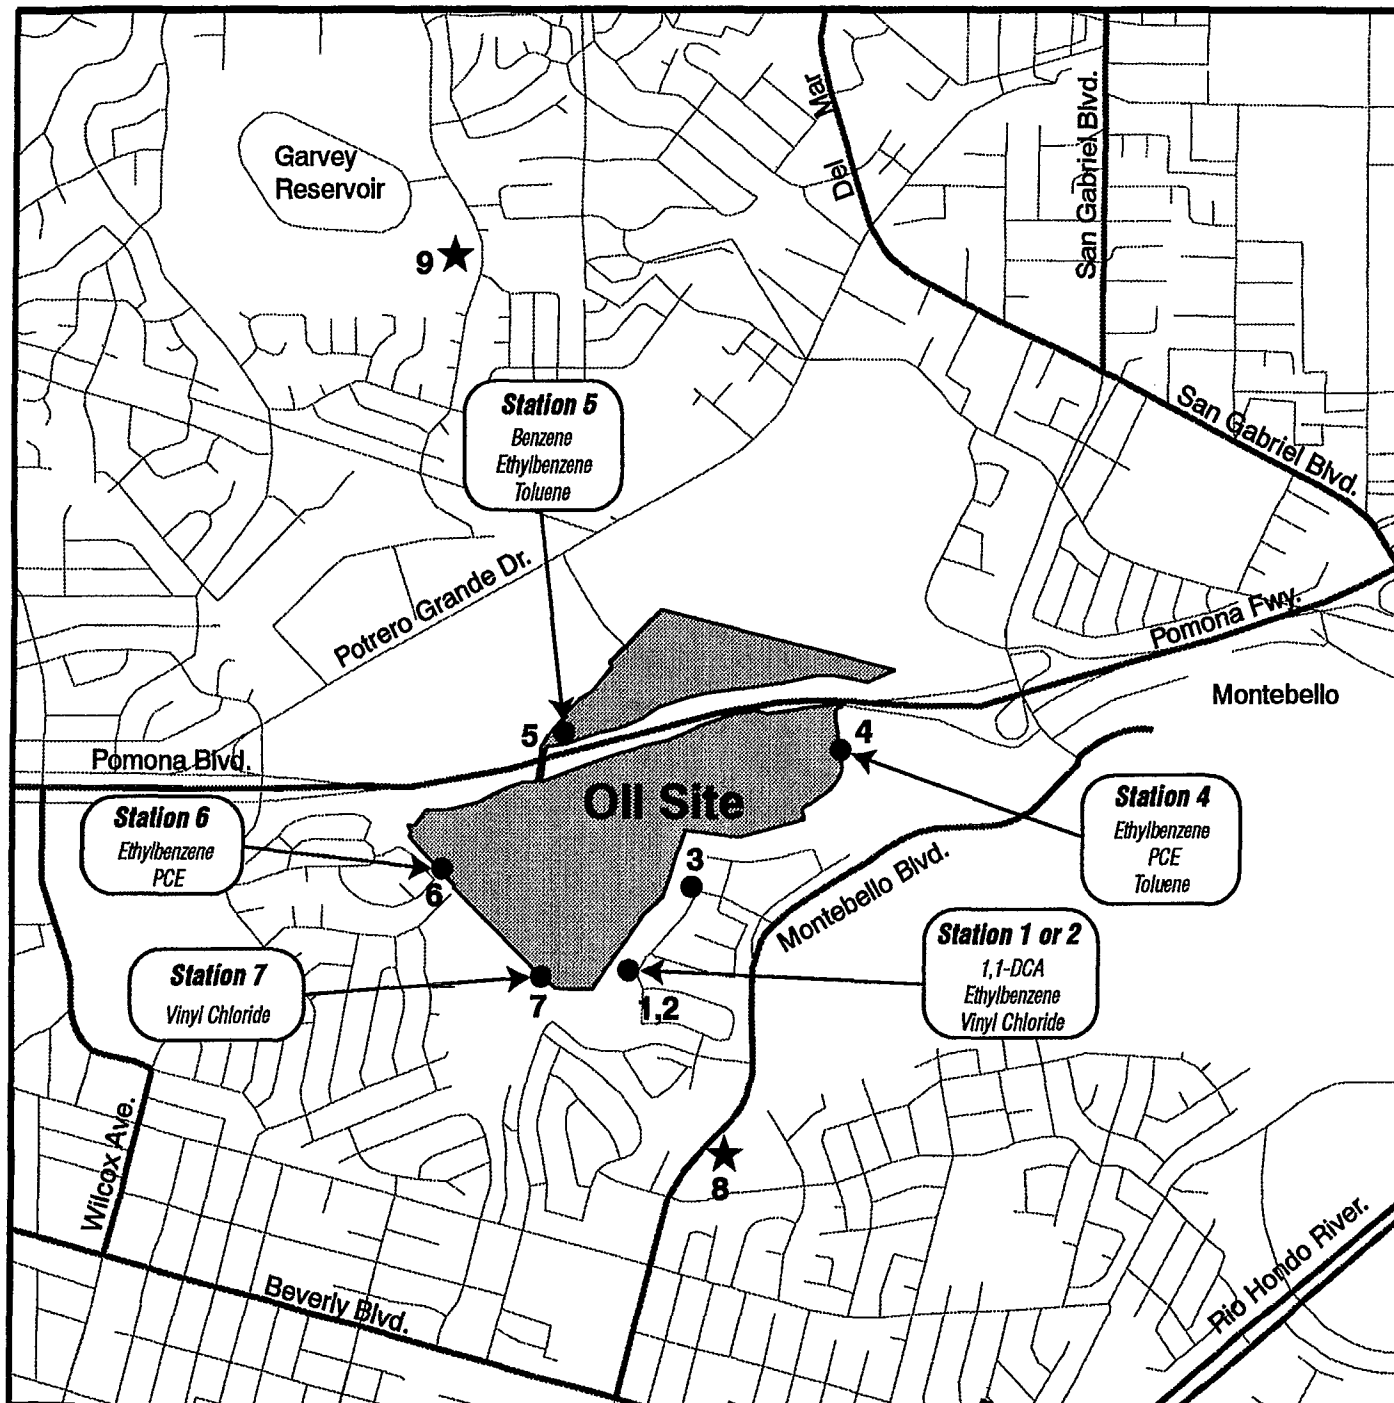 Del Mar
San Gabriel Blvd.
Garvey
Reservoir
9
Station 5
Benzene
Ethylbenzene
Toluene
San Gabriel Blvd.
Potrero Grande Dr.
Pomona Fwy.
Montebello
5
4
Pomona Blvd.
OII Site
Station 6
Ethylbenzene
PCE
Station 4
Ethylbenzene
PCE
Toluene
3
6
Montebello Blvd.
Station 7
Vinyl Chloride
Station 1 or 2
1,1-DCA
Ethylbenzene
Vinyl Chloride
7
1,2
Wilcox Ave.
8
Rio Hondo River.
Beverly Blvd.